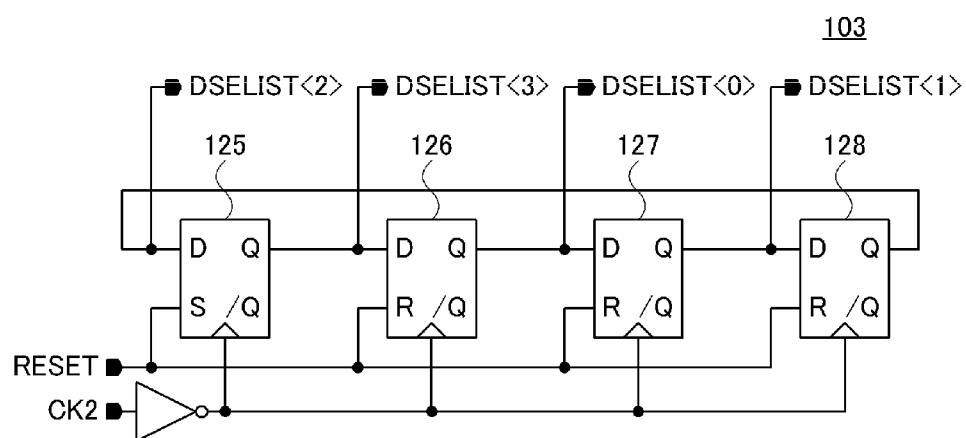 103
DSELIST<2> DSELIST<3> DSELIST<0> DSELIST<1>
125 126 127 128
D Q D Q D Q D Q
S /Q R /Q R /Q R /Q
RESET
CK2